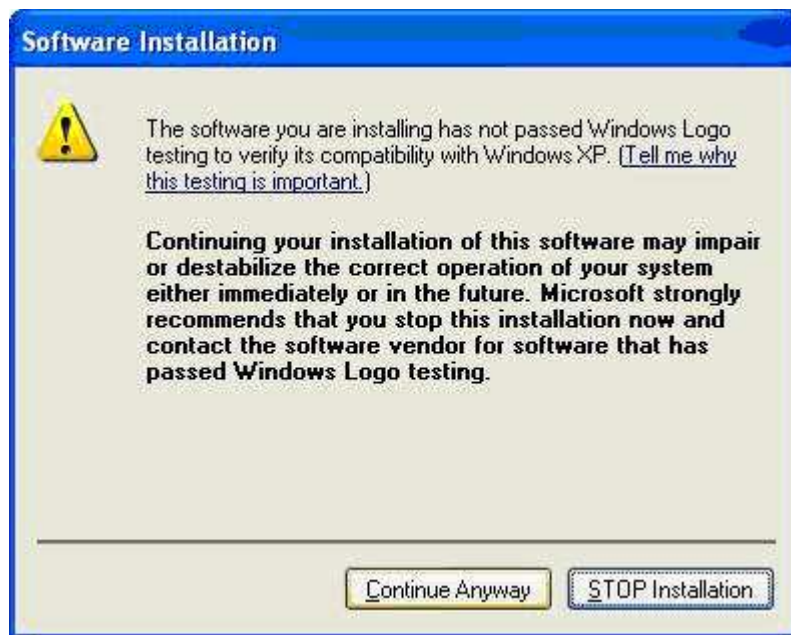 Software Installation
The software you are installing has not passed Windows Logo
testing to verify its compatibility with Windows XP. (Tell me why
this testing is important.)
Continuing your installation of this software may impair
or destabilize the correct operation of your system
either immediately or in the future. Microsoft strongly
recommends that you stop this installation now and
contact the software vendor for software that has
passed Windows Logo testing.
Continue Anyway
STOP Installation